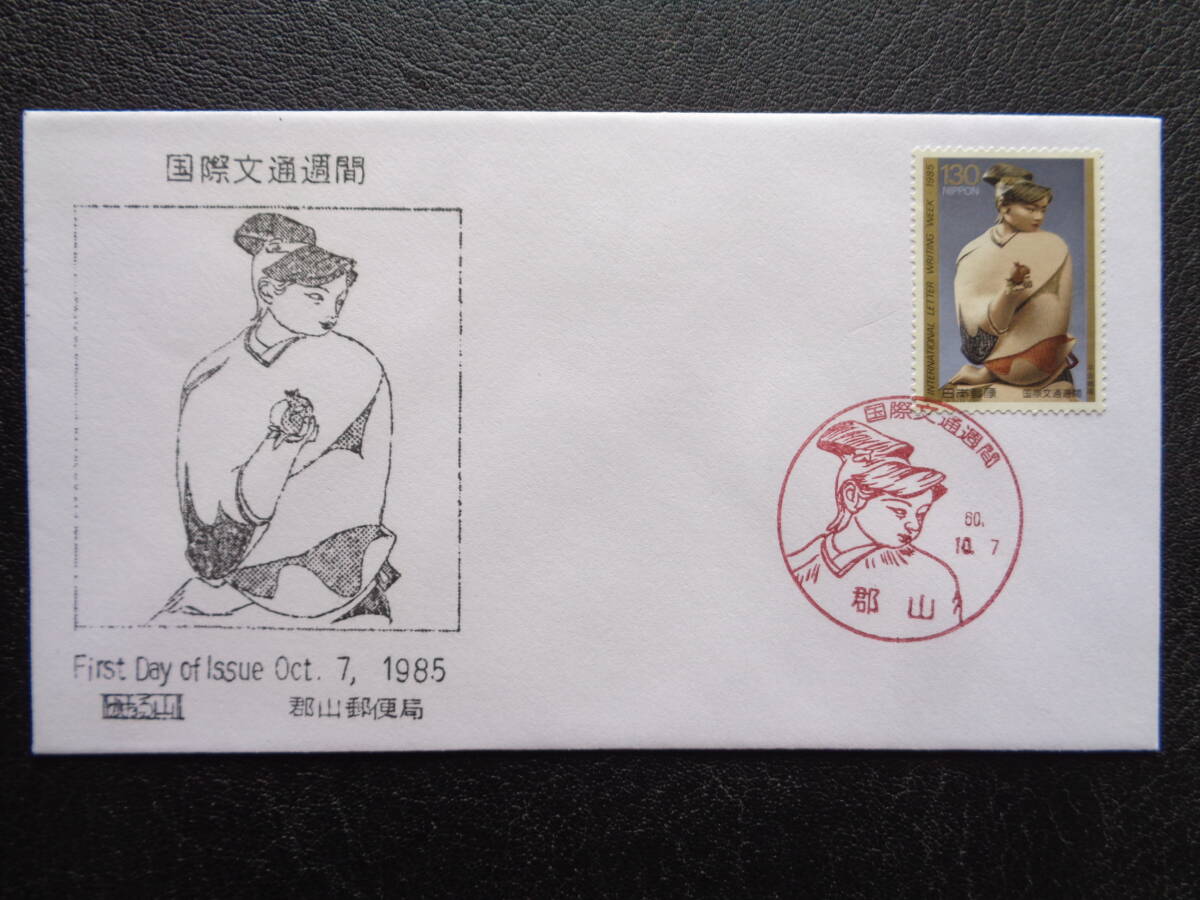 国際文通週間
First Day of Issue Oct. 7, 1985
郡山郵便局
130
NIPPON
INTERNATIONAL LETTER WRITING WEEK 1985
日本郵便 国際文通週間
国際文通週間
60.
10. 7
郡山